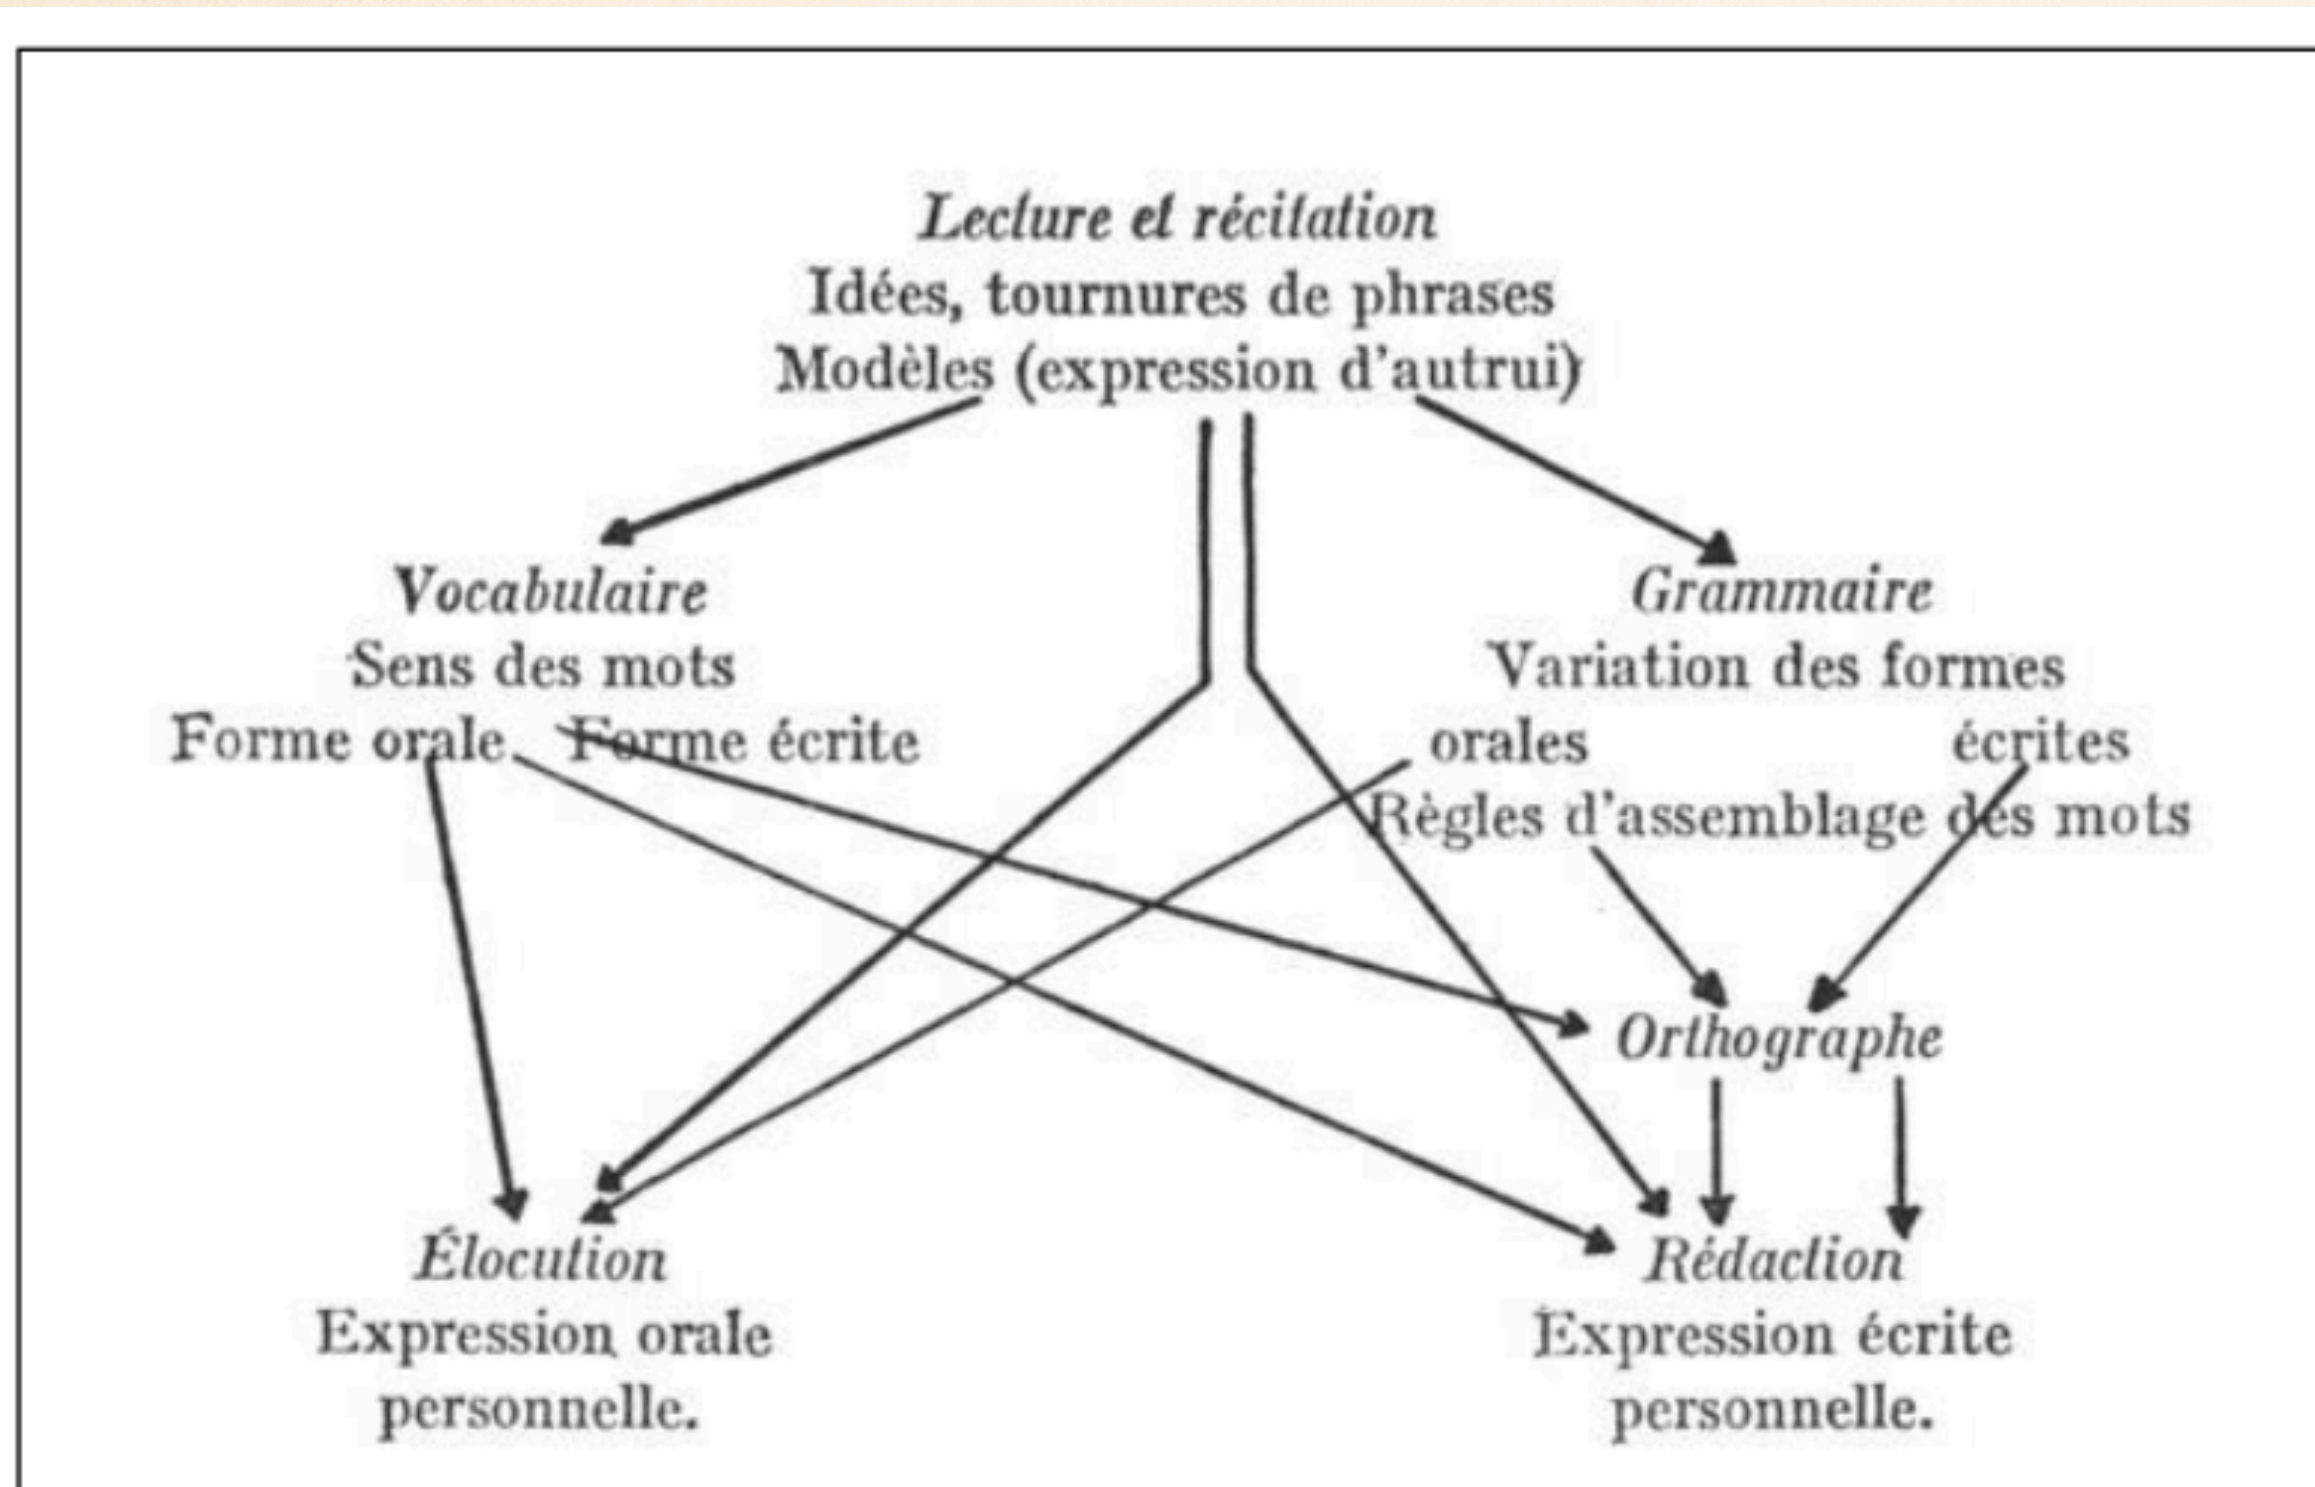 Lecture et récitation
Idées, tournures de phrases
Modèles (expression d'autrui)
Vocabulaire
Sens des mots
Forme orale Forme écrite
Grammaire
Variation des formes
orales écrites
Règles d'assemblage des mots
Orthographe
Élocution
Expression orale
personnelle.
Rédaction
Expression écrite
personnelle.